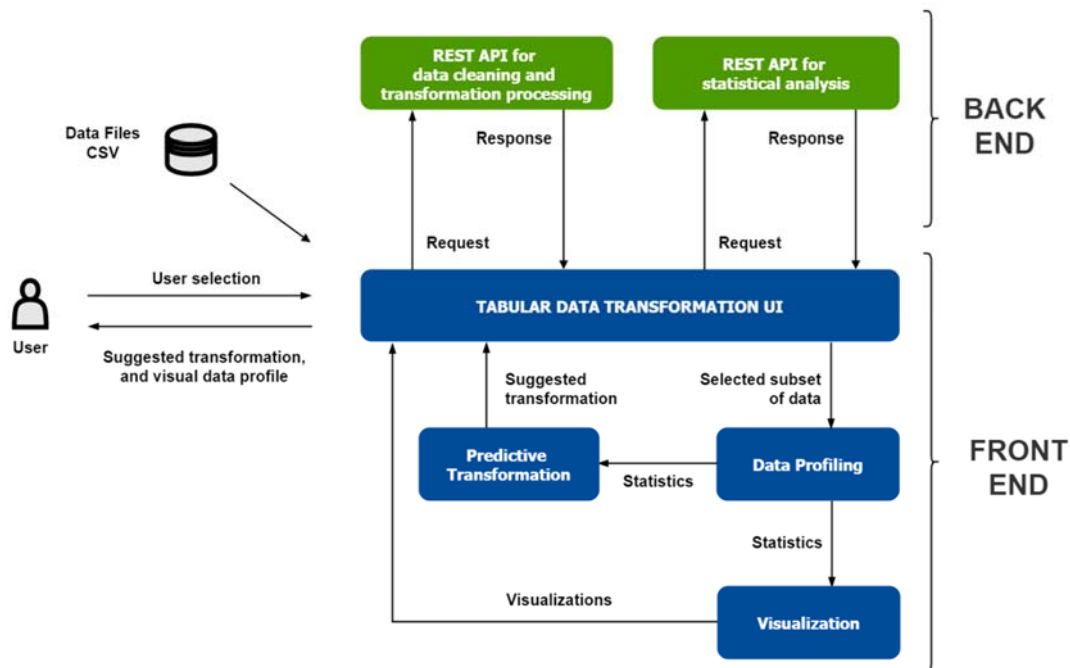 REST API for
data cleaning and
transformation processing
REST API for
statistical analysis
BACK
END
Data Files
CSV
Response
Response
Request
Request
User selection
TABULAR DATA TRANSFORMATION UI
User
Suggested transformation,
and visual data profile
Suggested
transformation
Selected subset
of data
Predictive
Transformation
Statistics
Data Profiling
FRONT
END
Statistics
Visualizations
Visualization